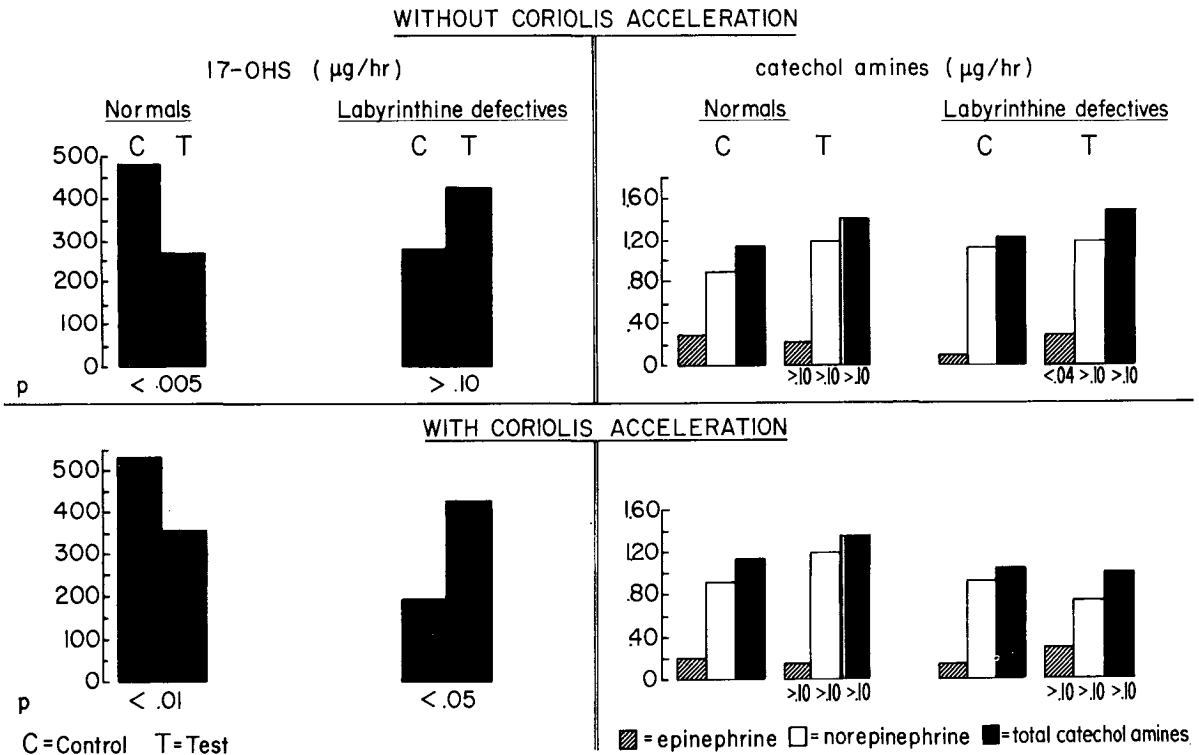 WITHOUT CORIOLIS ACCELERATION
17-OHS (µg/hr)
Normals
Labyrinthine defectives
C T
C T
500
400
300
200
100
0
p
< .005
> .10
catechol amines (µg/hr)
Normals
Labyrinthine defectives
C T
C T
1.60
1.20
.80
.40
0
>.10 >.10 >.10
<.04 >.10 >.10
WITH CORIOLIS ACCELERATION
500
400
300
200
100
0
p
< .01
< .05
1.60
1.20
.80
.40
0
>.10 >.10 >.10
>.10 >.10 >.10
C=Control T=Test
=epinephrine =norepinephrine =total catechol amines